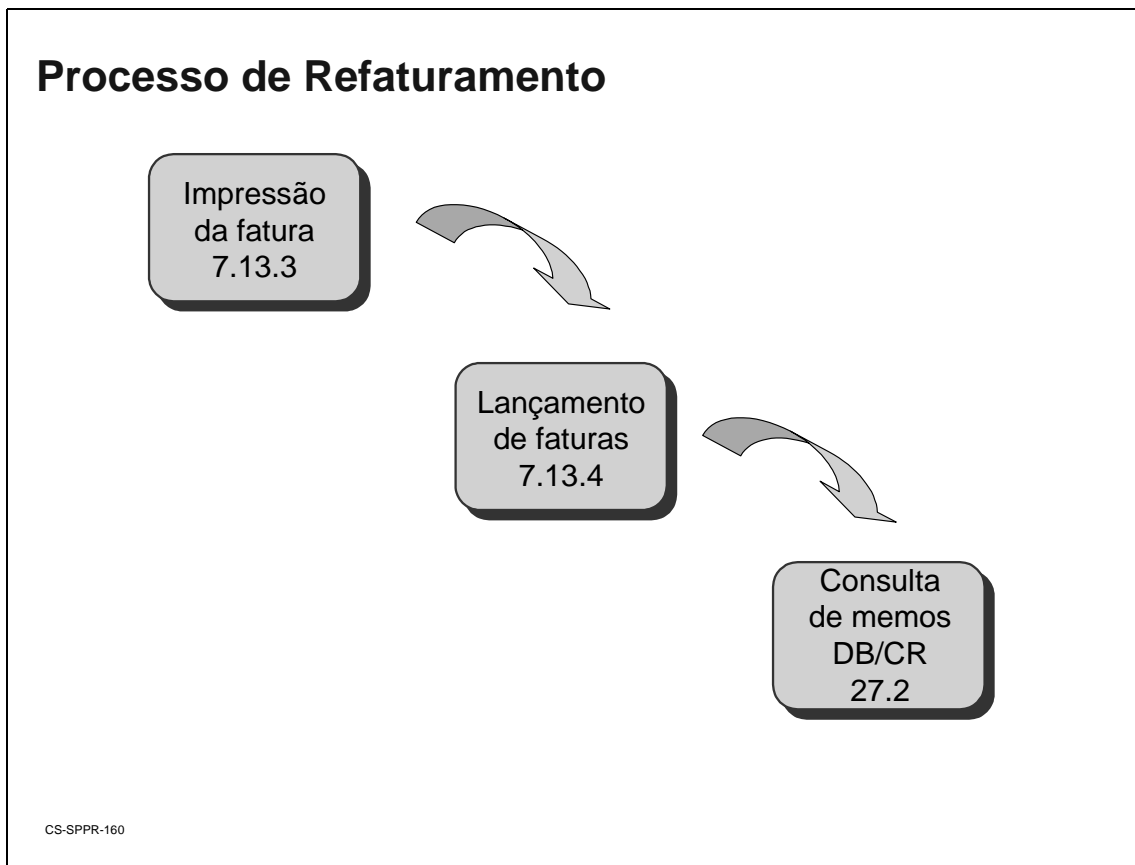 Processo de Refaturamento
Impressão
da fatura
7.13.3
Lançamento
de faturas
7.13.4
Consulta
de memos
DB/CR
27.2
CS-SPPR-160